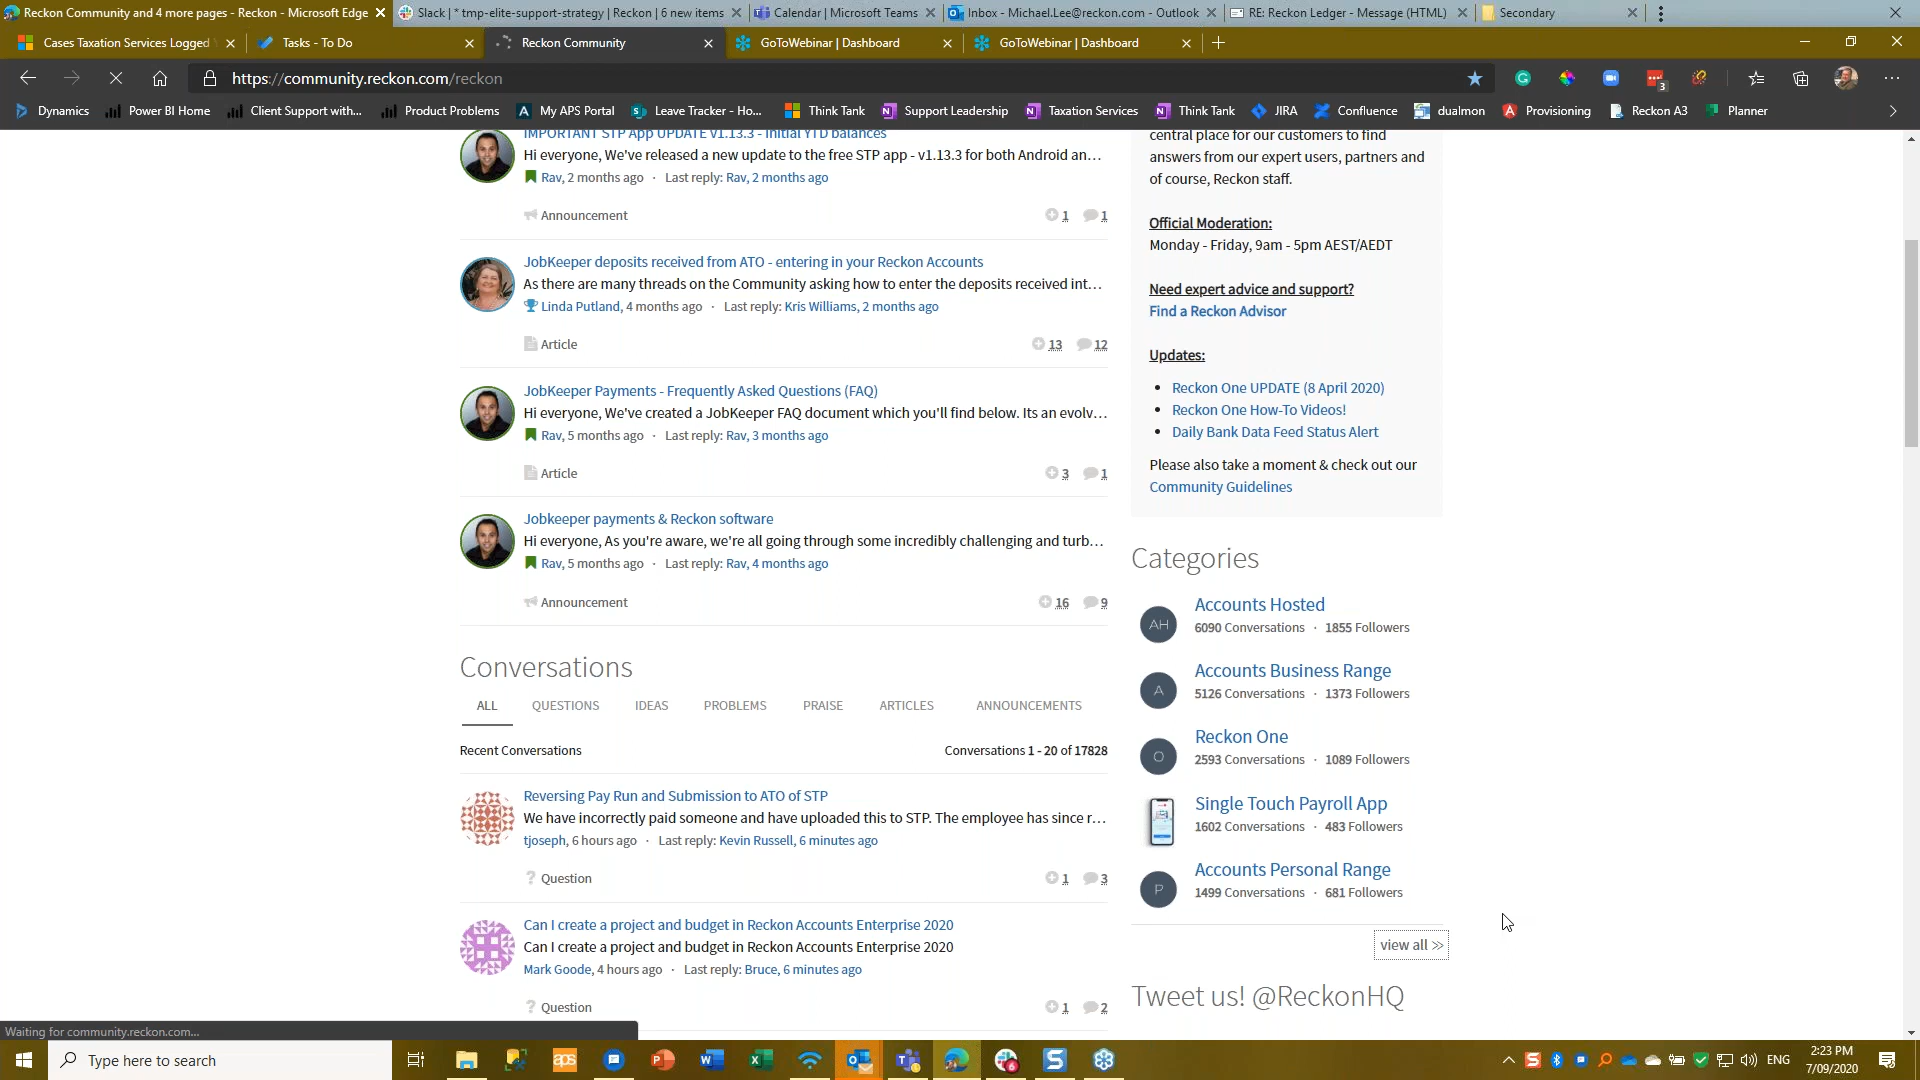 Reckon Community and 4 more pages - Reckon - Microsoft Edge
Slack | * tmp-elite-support-strategy | Reckon | 6 new items
Calendar | Microsoft Teams
Inbox - Michael.Lee@reckon.com - Outlook
RE: Reckon Ledger - Message (HTML)
Secondary
Cases Taxation Services Logged
Tasks - To Do
Reckon Community
GoToWebinar | Dashboard
GoToWebinar | Dashboard
https://community.reckon.com/reckon
3
Dynamics
Power BI Home
Client Support with...
Product Problems
My APS Portal
Leave Tracker - Ho...
Think Tank
Support Leadership
Taxation Services
Think Tank
JIRA
Confluence
dualmon
Provisioning
Reckon A3
Planner
IMPORTANT STP App UPDATE v1.13.3 - Initial YTD balances
Hi everyone, We've released a new update to the free STP app - v1.13.3 for both Android an...
Rav, 2 months ago · Last reply: Rav, 2 months ago
Announcement
1 1
JobKeeper deposits received from ATO - entering in your Reckon Accounts
As there are many threads on the Community asking how to enter the deposits received int...
Linda Putland, 4 months ago · Last reply: Kris Williams, 2 months ago
Article
13 12
JobKeeper Payments - Frequently Asked Questions (FAQ)
Hi everyone, We've created a JobKeeper FAQ document which you'll find below. Its an evolv...
Rav, 5 months ago · Last reply: Rav, 3 months ago
Article
3 1
Jobkeeper payments & Reckon software
Hi everyone, As you're aware, we're all going through some incredibly challenging and turb...
Rav, 5 months ago · Last reply: Rav, 4 months ago
Announcement
16 9
Conversations
ALL QUESTIONS IDEAS PROBLEMS PRAISE ARTICLES ANNOUNCEMENTS
Recent Conversations
Conversations 1 - 20 of 17828
Reversing Pay Run and Submission to ATO of STP
We have incorrectly paid someone and have uploaded this to STP. The employee has since r...
tjoseph, 6 hours ago · Last reply: Kevin Russell, 6 minutes ago
? Question
1 3
Can I create a project and budget in Reckon Accounts Enterprise 2020
Can I create a project and budget in Reckon Accounts Enterprise 2020
Mark Goode, 4 hours ago · Last reply: Bruce, 6 minutes ago
? Question
1 2
central place for our customers to find
answers from our expert users, partners and
of course, Reckon staff.
Official Moderation:
Monday - Friday, 9am - 5pm AEST/AEDT
Need expert advice and support?
Find a Reckon Advisor
Updates:
• Reckon One UPDATE (8 April 2020)
• Reckon One How-To Videos!
• Daily Bank Data Feed Status Alert
Please also take a moment & check out our
Community Guidelines
Categories
AH
Accounts Hosted
6090 Conversations · 1855 Followers
A
Accounts Business Range
5126 Conversations · 1373 Followers
O
Reckon One
2593 Conversations · 1089 Followers
Single Touch Payroll App
1602 Conversations · 483 Followers
P
Accounts Personal Range
1499 Conversations · 681 Followers
view all >>
Tweet us! @ReckonHQ
Waiting for community.reckon.com...
Type here to search
aps
6
ENG
2:23 PM
7/09/2020